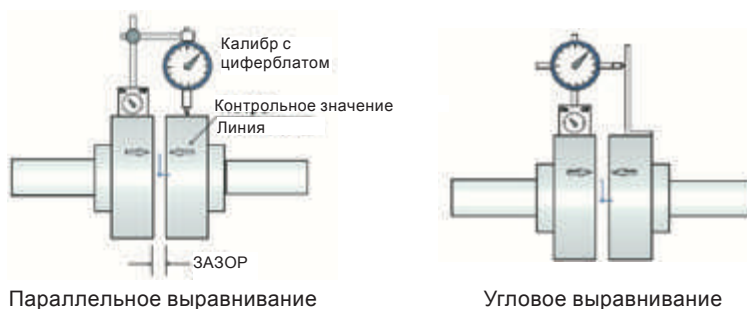 Калибр с
циферблатом
Контрольное значение
Линия
ЗАЗОР
Параллельное выравнивание
Угловое выравнивание